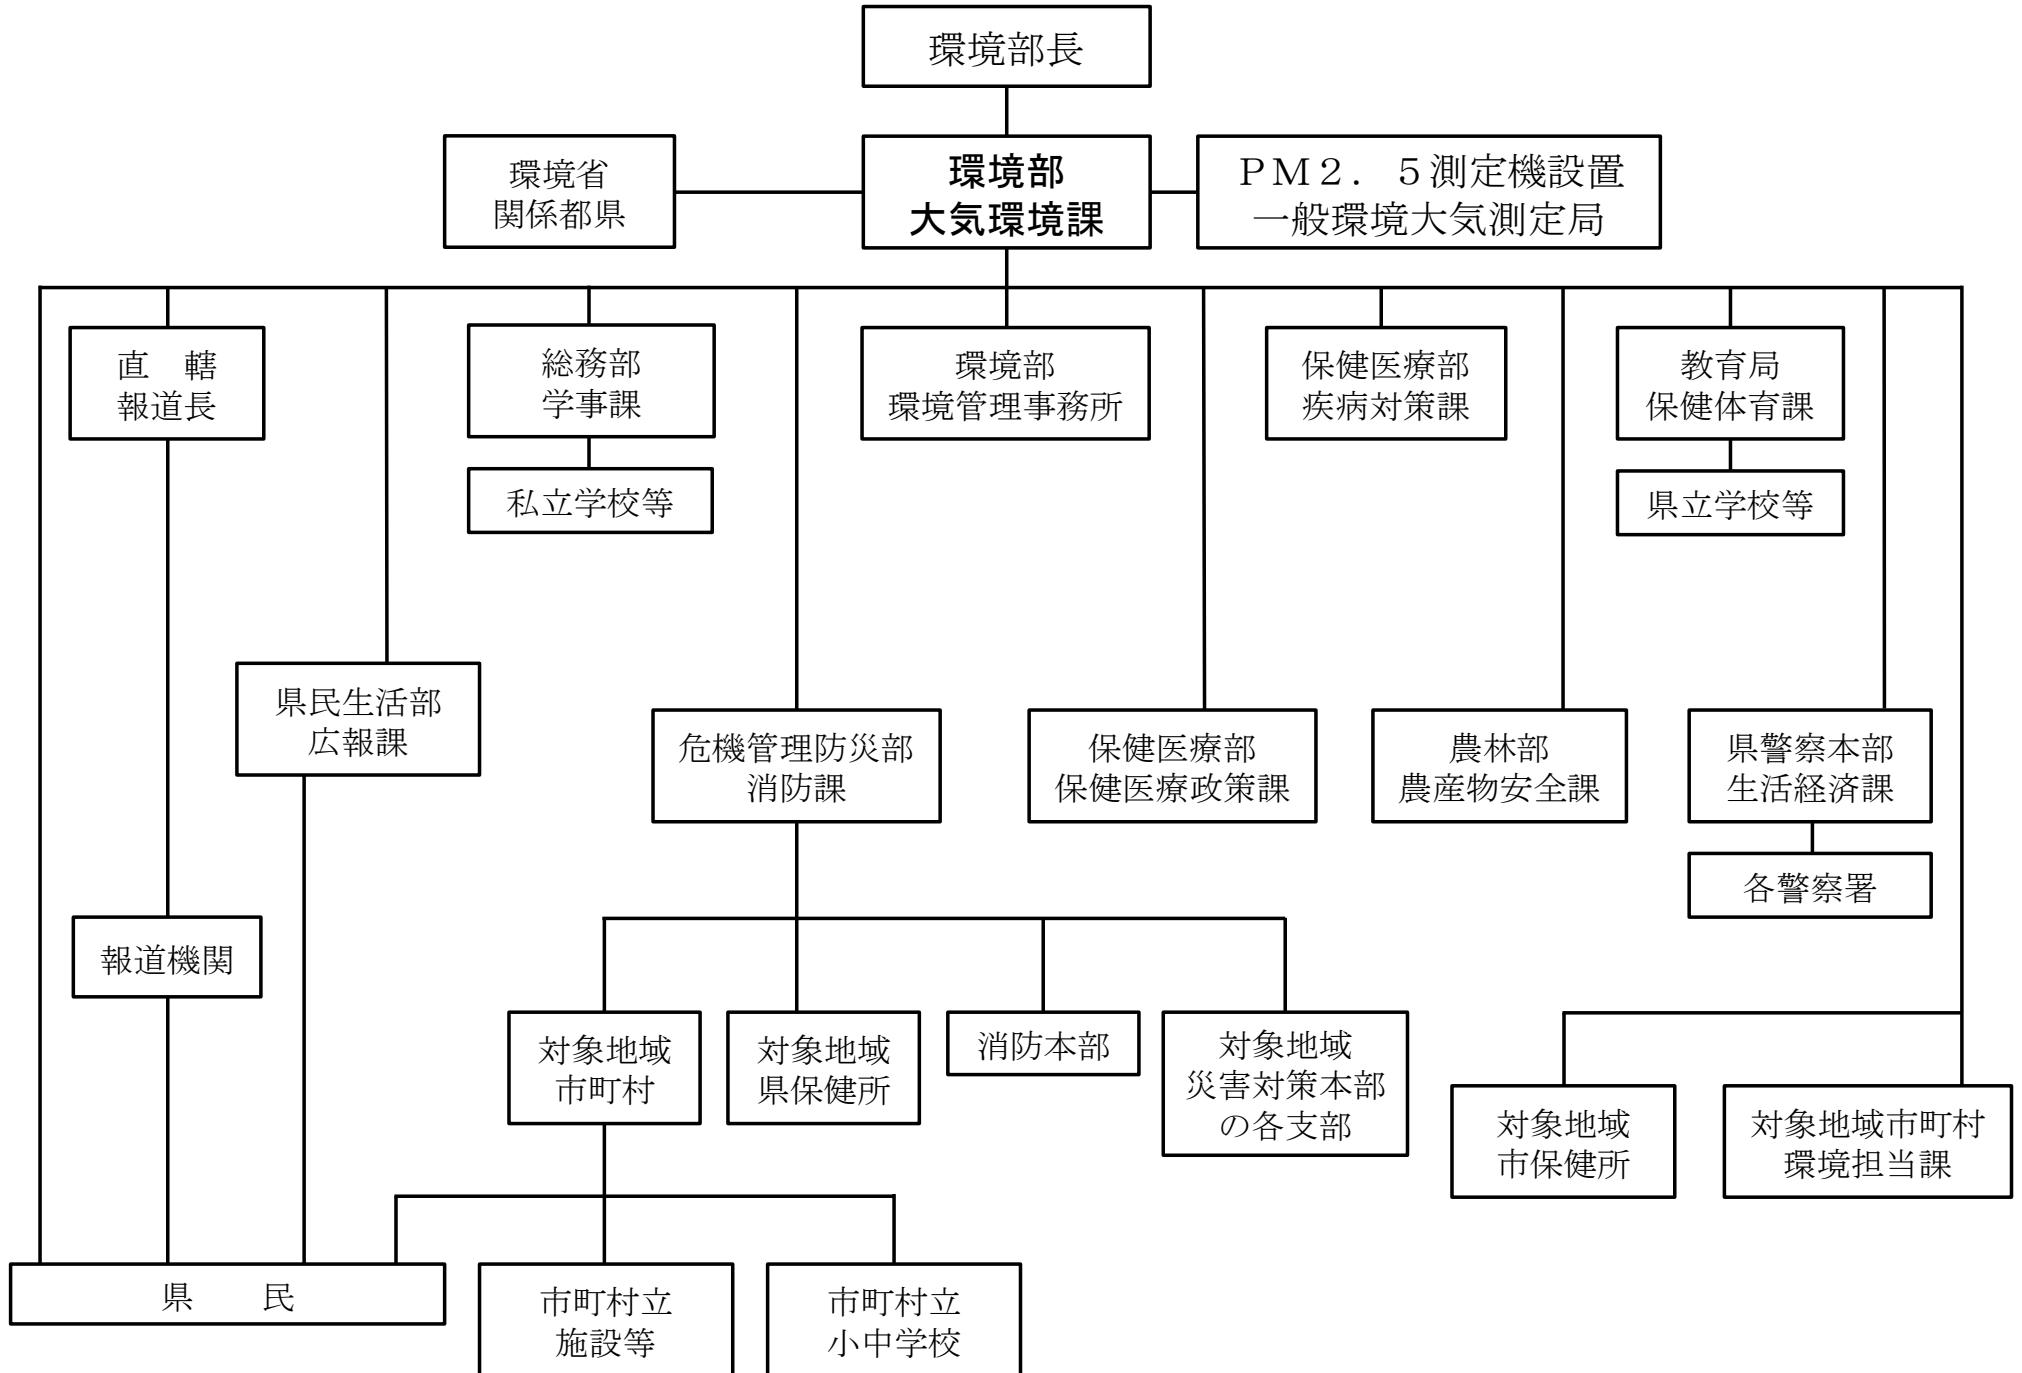 環境部長
環境省
関係都県
環境部
大気環境課
ＰＭ２．５測定機設置
一般環境大気測定局
直　轄
報道長
総務部
学事課
環境部
環境管理事務所
保健医療部
疾病対策課
教育局
保健体育課
私立学校等
県立学校等
県民生活部
広報課
危機管理防災部
消防課
保健医療部
保健医療政策課
農林部
農産物安全課
県警察本部
生活経済課
各警察署
報道機関
対象地域
市町村
対象地域
県保健所
消防本部
対象地域
災害対策本部
の各支部
対象地域
市保健所
対象地域市町村
環境担当課
県　　民
市町村立
施設等
市町村立
小中学校